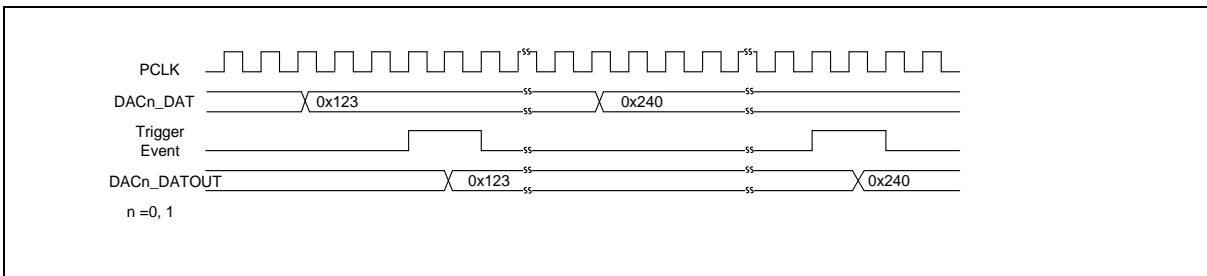 PCLK
DACn_DAT
0x123
0x240
Trigger
Event
DACn_DATOUT
0x123
0x240
n =0, 1